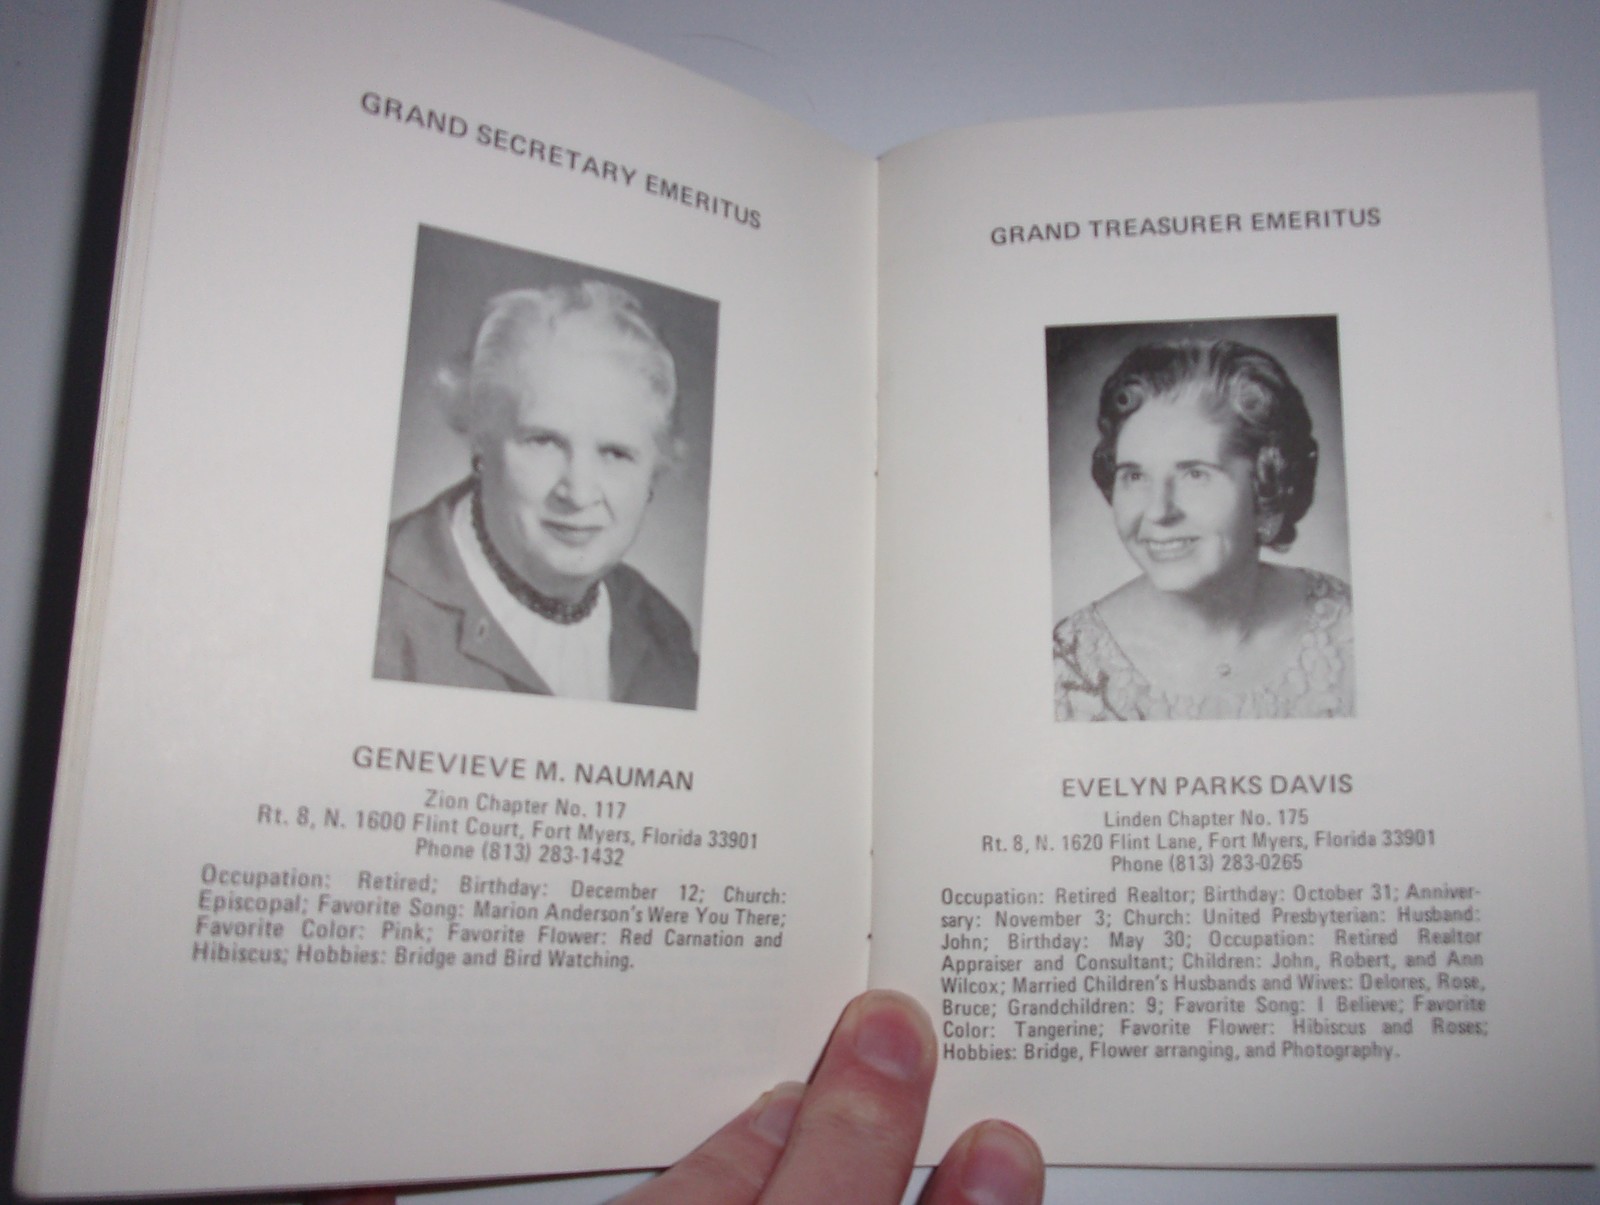 GRAND SECRETARY EMERITUS
GENEVIEVE M. NAUMAN
Zion Chapter No. 117
Rt. 8, N. 1600 Flint Court, Fort Myers, Florida 33901
Phone (813) 283-1432
Occupation: Retired; Birthday: December 12; Church:
Episcopal; Favorite Song: Marion Anderson's Were You There;
Favorite Color: Pink; Favorite Flower: Red Carnation and
Hibiscus; Hobbies: Bridge and Bird Watching.
GRAND TREASURER EMERITUS
EVELYN PARKS DAVIS
Linden Chapter No. 175
Rt. 8, N. 1620 Flint Lane, Fort Myers, Florida 33901
Phone (813) 283-0265
Occupation: Retired Realtor; Birthday: October 31; Anniver-
sary: November 3; Church: United Presbyterian: Husband:
John; Birthday: May 30; Occupation: Retired Realtor
Appraiser and Consultant; Children: John, Robert, and Ann
Wilcox; Married Children's Husbands and Wives: Delores, Rose,
Bruce; Grandchildren: 9; Favorite Song: I Believe; Favorite
Color: Tangerine; Favorite Flower: Hibiscus and Roses;
Hobbies: Bridge, Flower arranging, and Photography.